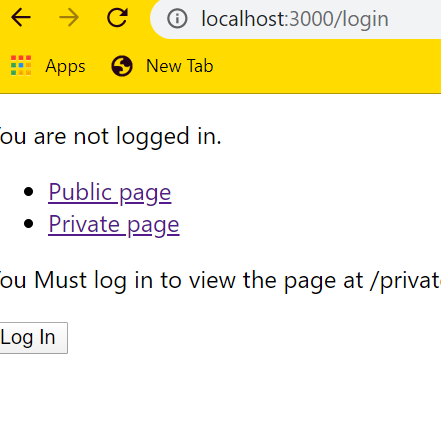 localhost:3000/login
Apps New Tab
ou are not logged in.
Public page
Private page
ou Must log in to view the page at /privat
Log In